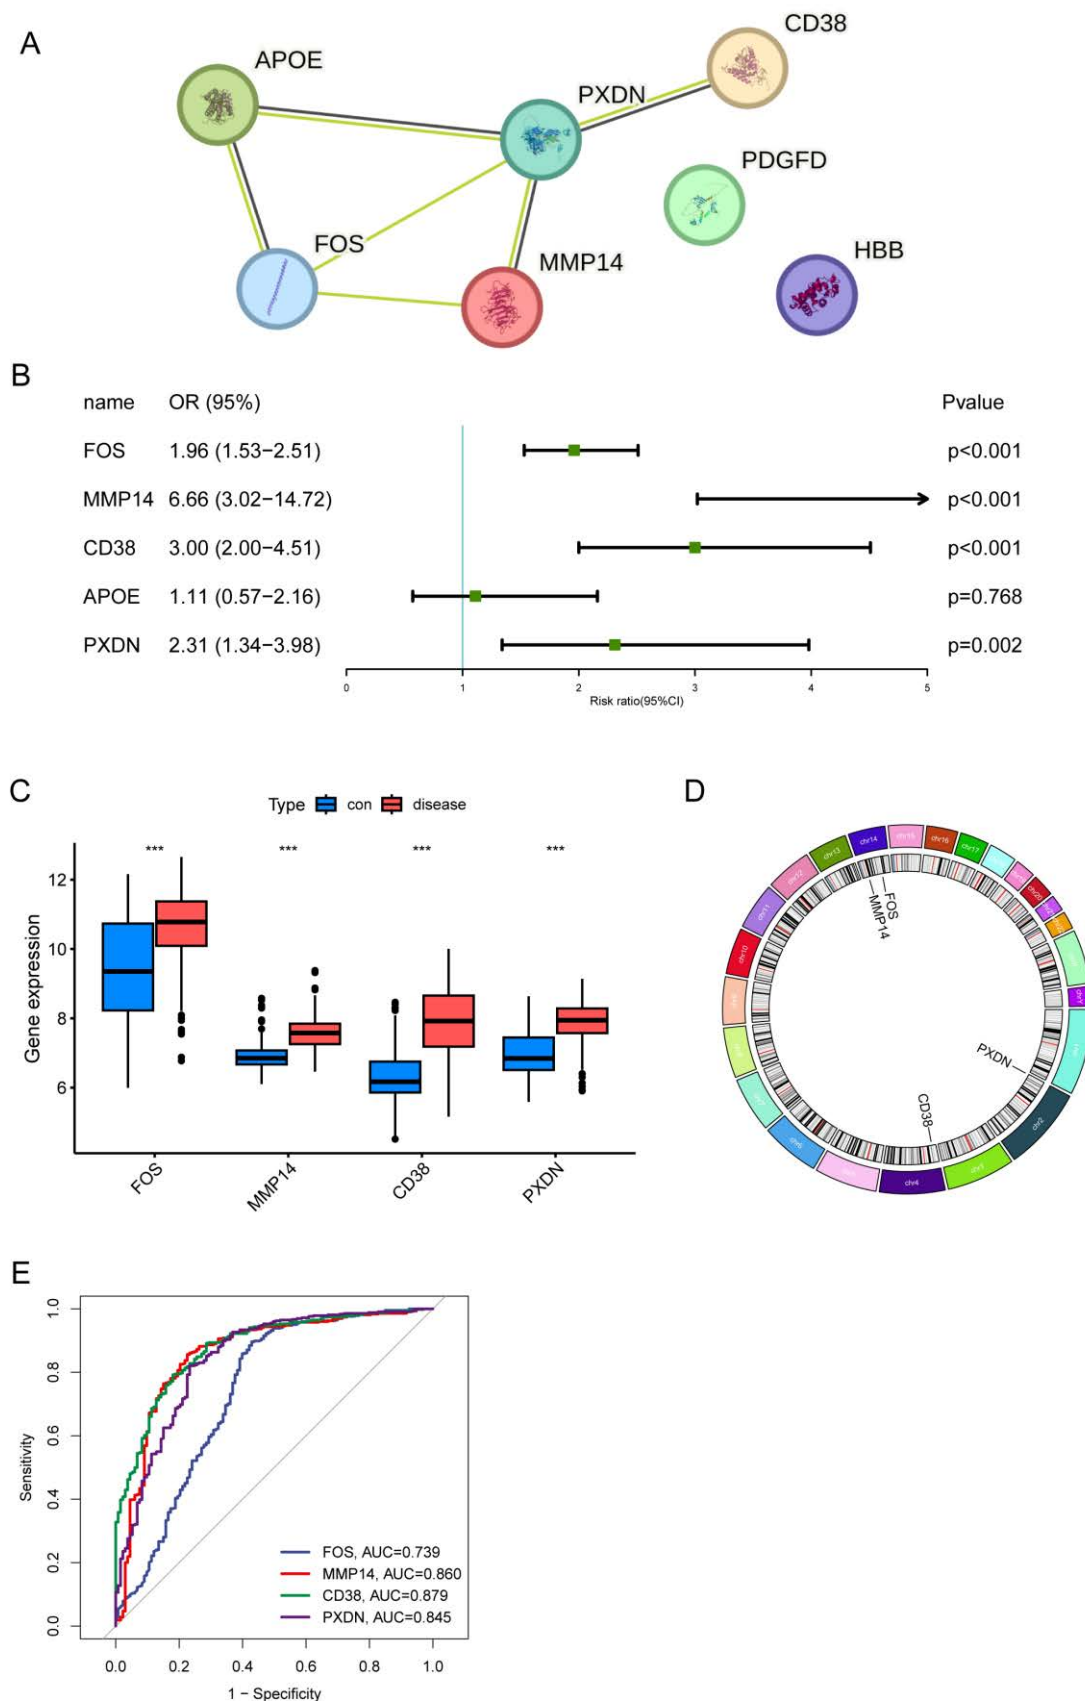 A
APOE
PXDN
CD38
PDGFD
FOS
MMP14
HBB
B
name OR (95%) Pvalue
FOS 1.96 (1.53−2.51) p<0.001
MMP14 6.66 (3.02−14.72) p<0.001
CD38 3.00 (2.00−4.51) p<0.001
APOE 1.11 (0.57−2.16) p=0.768
PXDN 2.31 (1.34−3.98) p=0.002
0 1 2 3 4 5
Risk ratio(95%CI)
C
Type con disease
*** *** *** ***
Gene expression
12
10
8
6
FOS MMP14 CD38 PXDN
D
chr10
chr11
chr12
chr13
chr14
chr15
chr16
chr17
chr20
chr2
chr3
chr4
FOS
MMP14
PXDN
CD38
E
Sensitivity
1.0
0.8
0.6
0.4
0.2
0.0
FOS, AUC=0.739
MMP14, AUC=0.860
CD38, AUC=0.879
PXDN, AUC=0.845
0.0 0.2 0.4 0.6 0.8 1.0
1 − Specificity